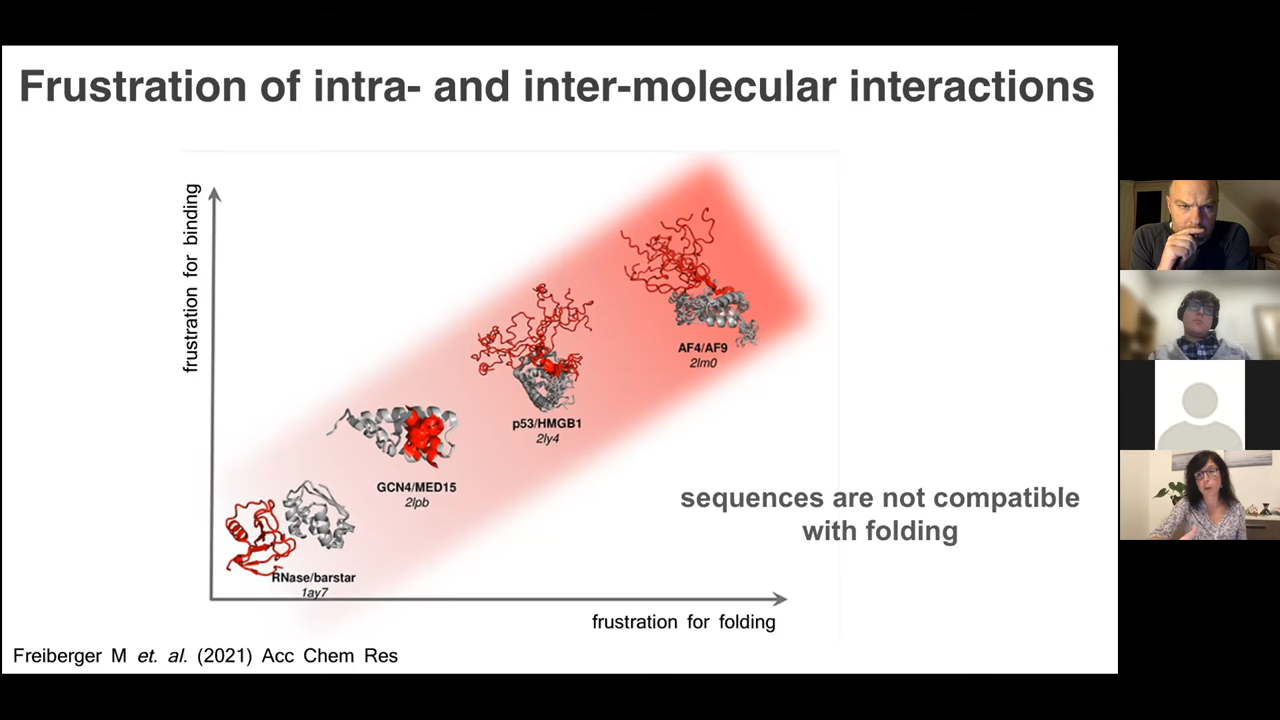 Frustration of intra- and inter-molecular interactions
frustration for binding
AF4/AF9
2lm0
p53/HMGB1
2ly4
GCN4/MED15
2lpb
sequences are not compatible
with folding
RNase/barstar
1ay7
frustration for folding
Freiberger M et. al. (2021) Acc Chem Res